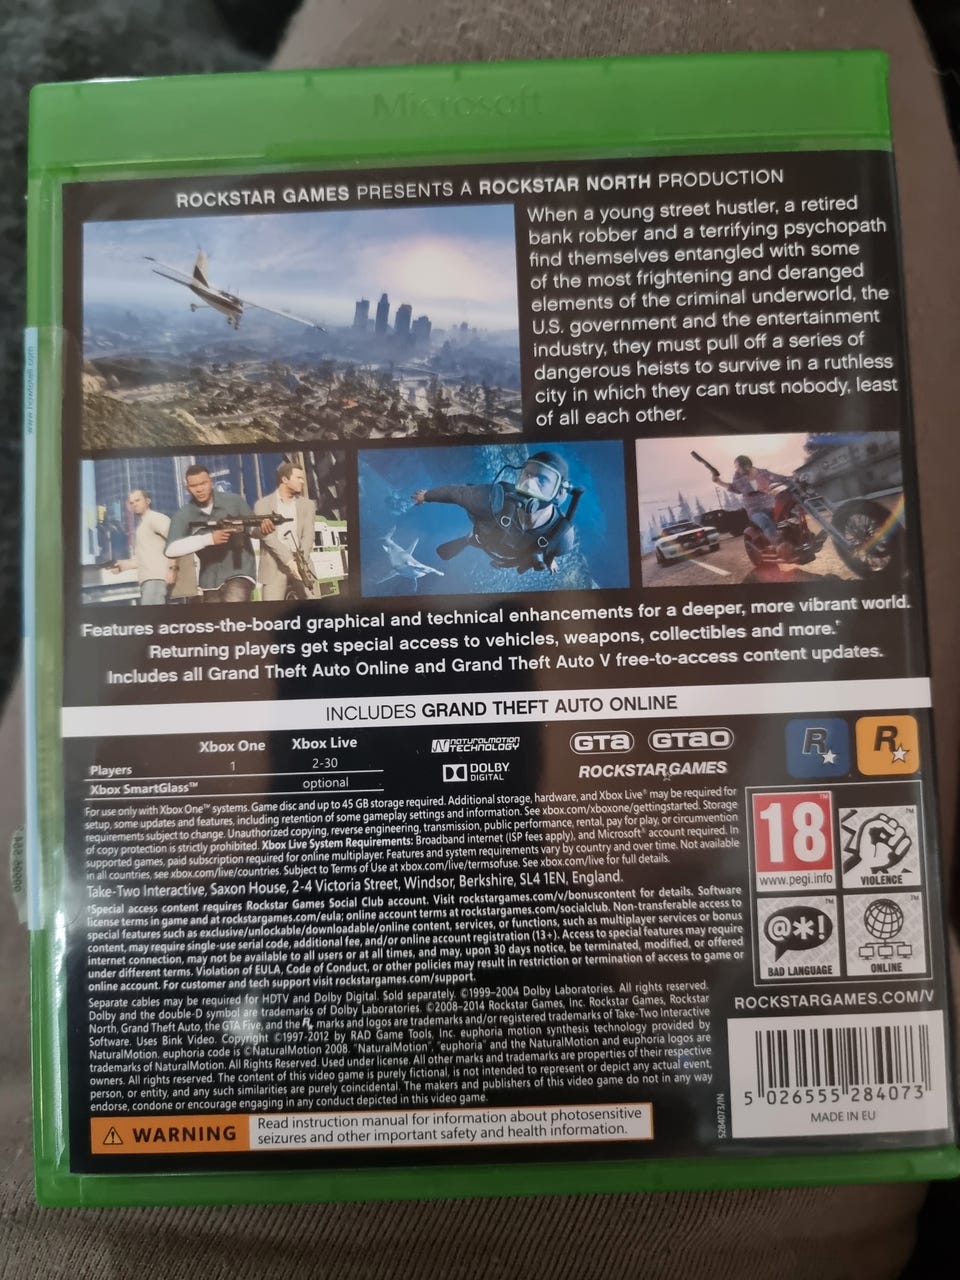 Microsoft
ROCKSTAR GAMES PRESENTS A ROCKSTAR NORTH PRODUCTION
When a young street hustler, a retired
bank robber and a terrifying psychopath
find themselves entangled with some
of the most frightening and deranged
elements of the criminal underworld, the
U.S. government and the entertainment
industry, they must pull off a series of
dangerous heists to survive in a ruthless
city in which they can trust nobody, least
of all each other.
Features across-the-board graphical and technical enhancements for a deeper, more vibrant world.
Returning players get special access to vehicles, weapons, collectibles and more.*
Includes all Grand Theft Auto Online and Grand Theft Auto V free-to-access content updates.
INCLUDES GRAND THEFT AUTO ONLINE
Xbox One Xbox Live
Players 1 2-30
Xbox SmartGlass™ optional
NATURALMOTION
TECHNOLOGY
DOLBY
DIGITAL
GTA GTAO
ROCKSTAR GAMES
R R
For use only with Xbox One™ systems. Game disc and up to 45 GB storage required. Additional storage, hardware, and Xbox Live® may be required for
setup, some updates and features, including retention of some gameplay settings and information. See xbox.com/xboxone/gettingstarted. Storage
requirements subject to change. Unauthorized copying, reverse engineering, transmission, public performance, rental, pay for play, or circumvention
of copy protection is strictly prohibited. Xbox Live System Requirements: Broadband internet (ISP fees apply), and Microsoft® account required. In
supported games, paid subscription required for online multiplayer. Features and system requirements vary by country and over time. Not available
in all countries, see xbox.com/live/countries. Subject to Terms of Use at xbox.com/live/termsofuse. See xbox.com/live for full details.
Take-Two Interactive, Saxon House, 2-4 Victoria Street, Windsor, Berkshire, SL4 1EN, England.
*Special access content requires Rockstar Games Social Club account. Visit rockstargames.com/v/bonuscontent for details. Software
license terms in game and at rockstargames.com/eula; online account terms at rockstargames.com/socialclub. Non-transferable access to
special features such as exclusive/unlockable/downloadable/online content, services, or functions, such as multiplayer services or bonus
content, may require single-use serial code, additional fee, and/or online account registration (13+). Access to special features may require
internet connection, may not be available to all users or at all times, and may, upon 30 days notice, be terminated, modified, or offered
under different terms. Violation of EULA, Code of Conduct, or other policies may result in restriction or termination of access to game or
online account. For customer and tech support visit rockstargames.com/support.
Separate cables may be required for HDTV and Dolby Digital. Sold separately. ©1999–2004 Dolby Laboratories. All rights reserved.
Dolby and the double-D symbol are trademarks of Dolby Laboratories. ©2008-2014 Rockstar Games, Inc. Rockstar Games, Rockstar
North, Grand Theft Auto, the GTA Five, and the R marks and logos are trademarks and/or registered trademarks of Take-Two Interactive
Software. Uses Bink Video. Copyright ©1997-2012 by RAD Game Tools, Inc. euphoria motion synthesis technology provided by
NaturalMotion. euphoria code is ©NaturalMotion 2008. "NaturalMotion", "euphoria" and the NaturalMotion and euphoria logos are
trademarks of NaturalMotion. All Rights Reserved. Used under license. All other marks and trademarks are properties of their respective
owners. All rights reserved. The content of this video game is purely fictional, is not intended to represent or depict any actual event,
person, or entity, and any such similarities are purely coincidental. The makers and publishers of this video game do not in any way
endorse, condone or encourage engaging in any conduct depicted in this video game.
WARNING
Read instruction manual for information about photosensitive
seizures and other important safety and health information.
18
www.pegi.info
VIOLENCE
@*!
BAD LANGUAGE
ONLINE
ROCKSTARGAMES.COM/V
5 026555 284073
MADE IN EU
5284073/IN